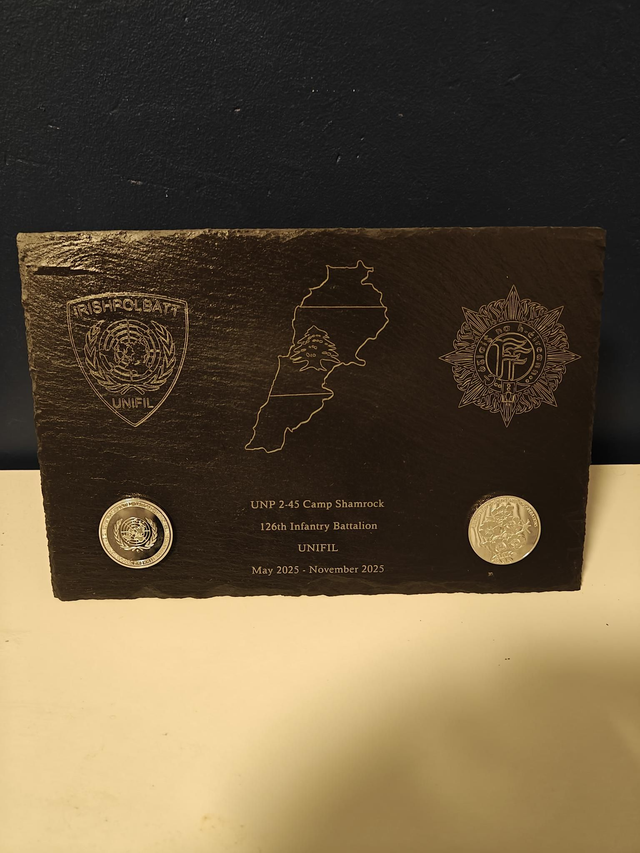 IRISHPOLBATT
UNIFIL
UNP 2-45 Camp Shamrock
126th Infantry Battalion
UNIFIL
May 2025 - November 2025